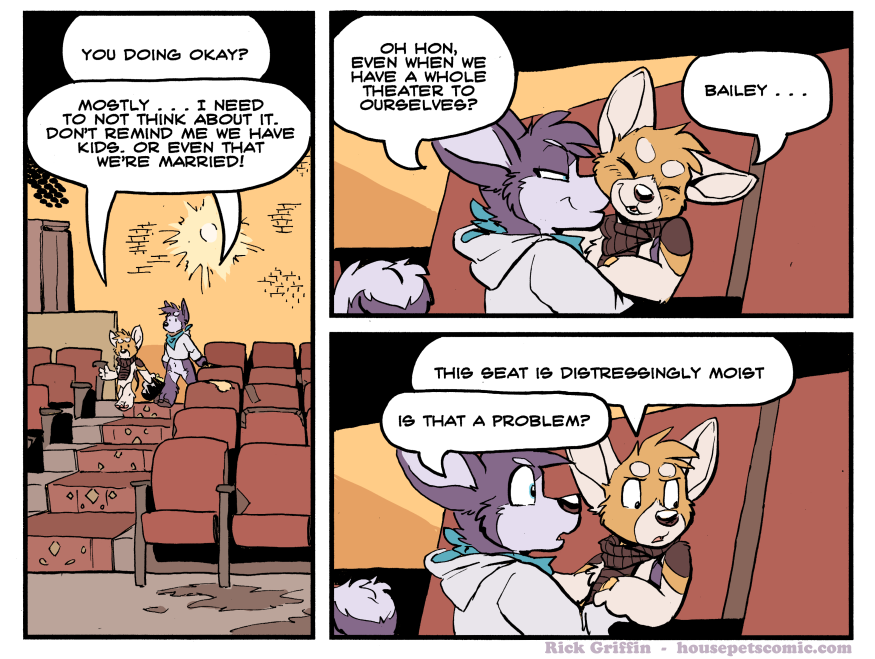 YOU DOING OKAY?
MOSTLY . . . I NEED
TO NOT THINK ABOUT IT.
DON'T REMIND ME WE HAVE
KIDS. OR EVEN THAT
WE'RE MARRIED!
OH HON,
EVEN WHEN WE
HAVE A WHOLE
THEATER TO
OURSELVES?
BAILEY . . .
THIS SEAT IS DISTRESSINGLY MOIST
IS THAT A PROBLEM?
Rick Griffin - housepetscomic.com